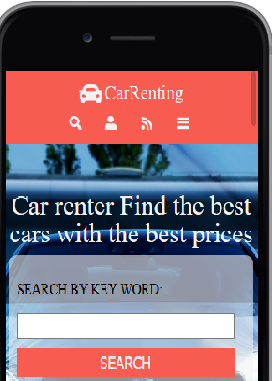 CarRenting
Car renter Find the best
cars with the best prices
SEARCH BY KEY WORD:
SEARCH